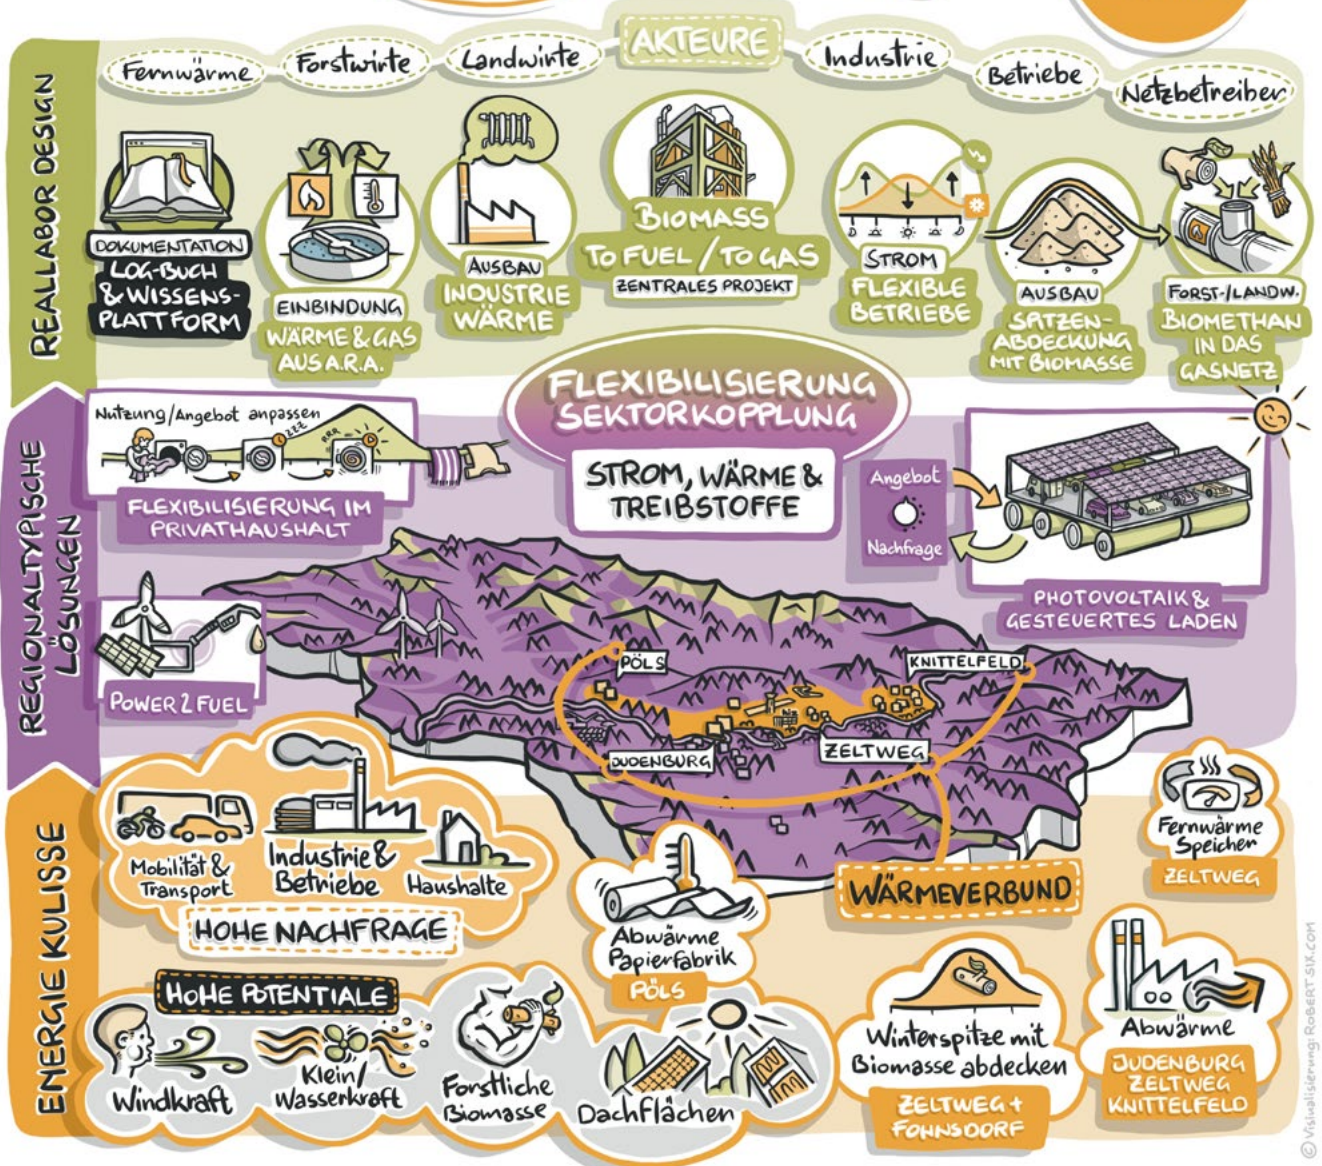 REALLABOR DESIGN
Fernwärme
Forstwirte
Landwirte
AKTEURE
Industrie
Betriebe
Netzbetreiber
DOKUMENTATION
LOG-BUCH
& WISSENS-
PLATTFORM
EINBINDUNG
WÄRME & GAS
AUS A.R.A.
AUSBAU
INDUSTRIE
WÄRME
BIOMASS
TO FUEL / TO GAS
ZENTRALES PROJEKT
STROM
FLEXIBLE
BETRIEBE
AUSBAU
SPTZEN-
ABDECKUNG
MIT BIOMASSE
FORST-/LANDW.
BIOMETHAN
IN DAS
GASNETZ
REGIONALTYPISCHE
LÖSUNGEN
Nutzung/Angebot anpassen
ZZZ
RRR
FLEXIBILISIERUNG IM
PRIVATHAUSHALT
FLEXIBILISIERUNG
SEKTORKOPPLUNG
STROM, WÄRME &
TREIBSTOFFE
Angebot
Nachfrage
PHOTOVOLTAIK &
GESTEUERTES LADEN
POWER 2 FUEL
PÖLS
KNITTELFELD
JUDENBURG
ZELTWEG
ENERGIE KULISSE
Mobilität &
Transport
Industrie &
Betriebe
Haushalte
HOHE NACHFRAGE
Abwärme
Papierfabrik
PÖLS
WÄRMEVERBUND
Fernwärme
Speicher
ZELTWEG
HOHE POTENTIALE
Windkraft
Klein/
Wasserkraft
Forstliche
Biomasse
Dachflächen
Winterspitze mit
Biomasse abdecken
ZELTWEG +
FOHNSDORF
Abwärme
JUDENBURG
ZELTWEG
KNITTELFELD
© Visualisierung: ROBERT SIX.COM